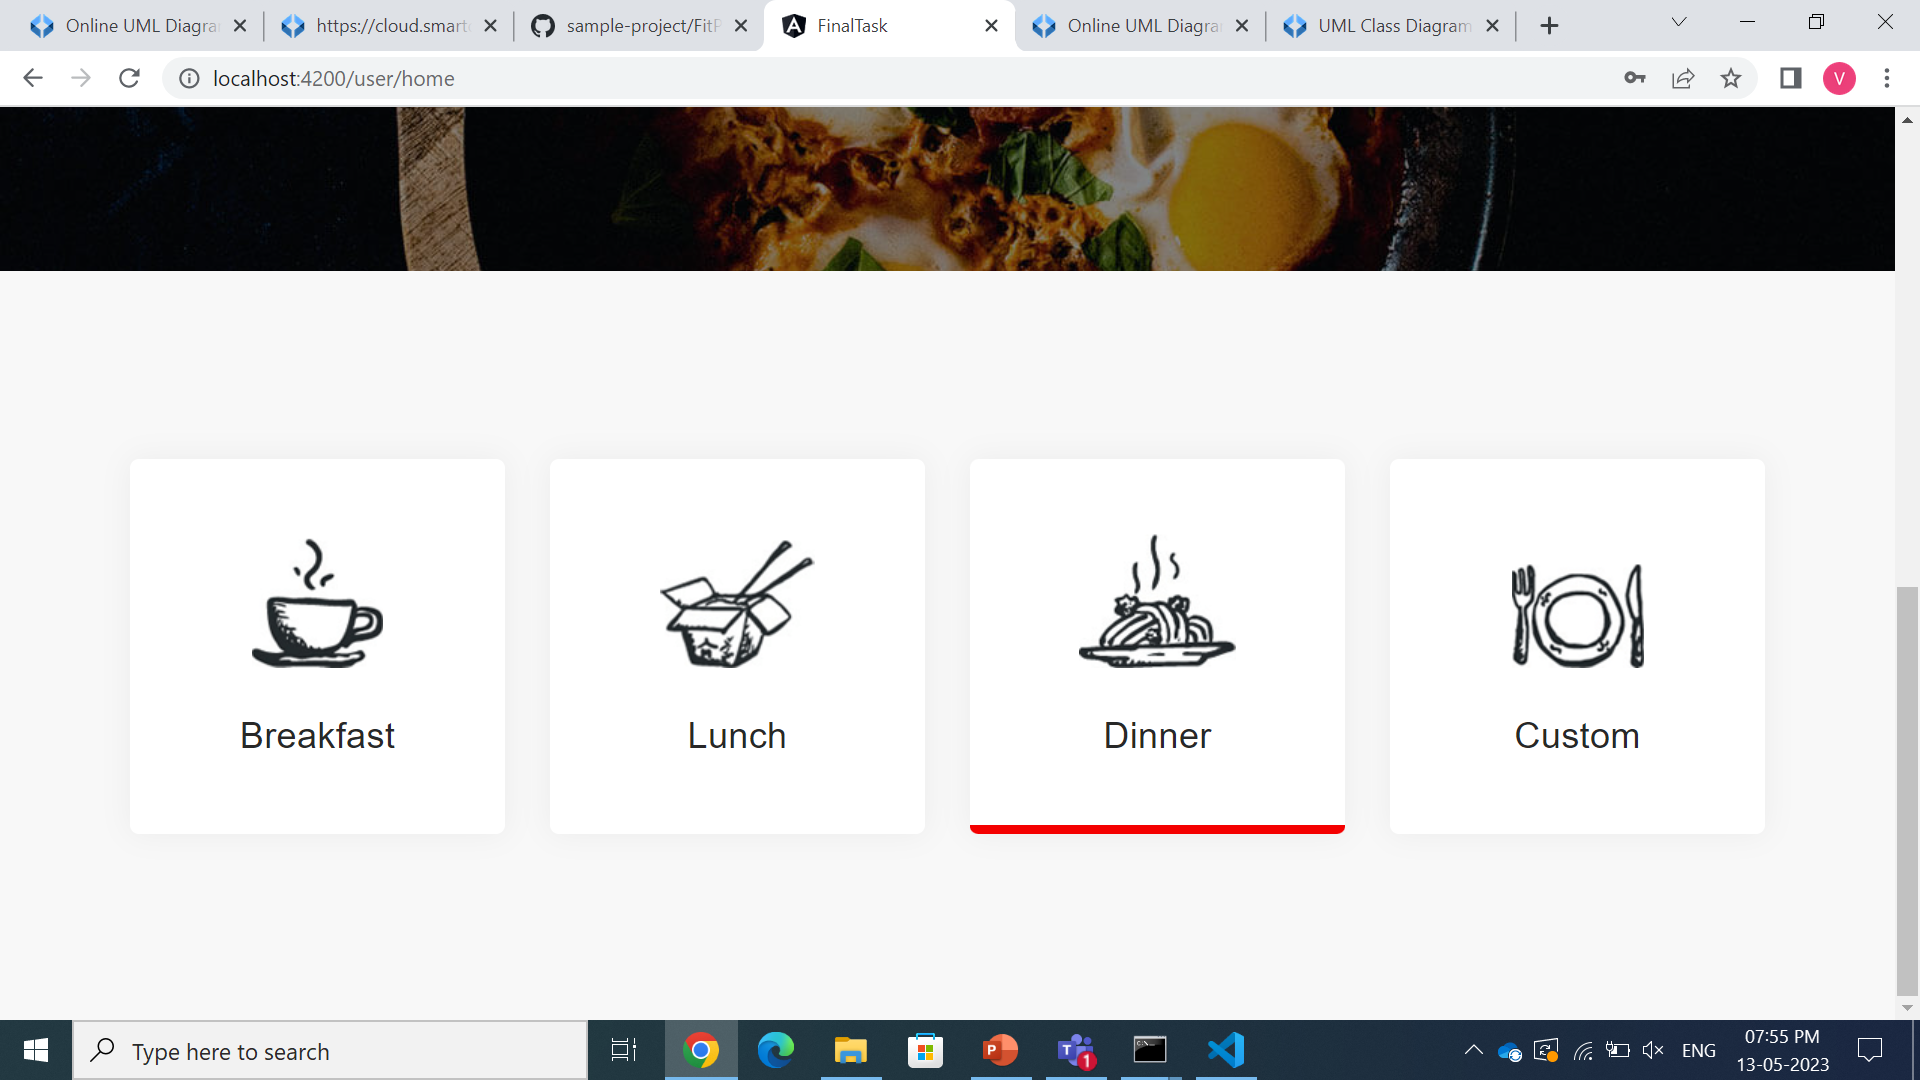 Online UML Diagra
https://cloud.smart
sample-project/FitP
FinalTask
Online UML Diagra
UML Class Diagram
localhost:4200/user/home
V
Breakfast
Lunch
Dinner
Custom
Type here to search
P
T
1
C:\
ENG
07:55 PM
13-05-2023